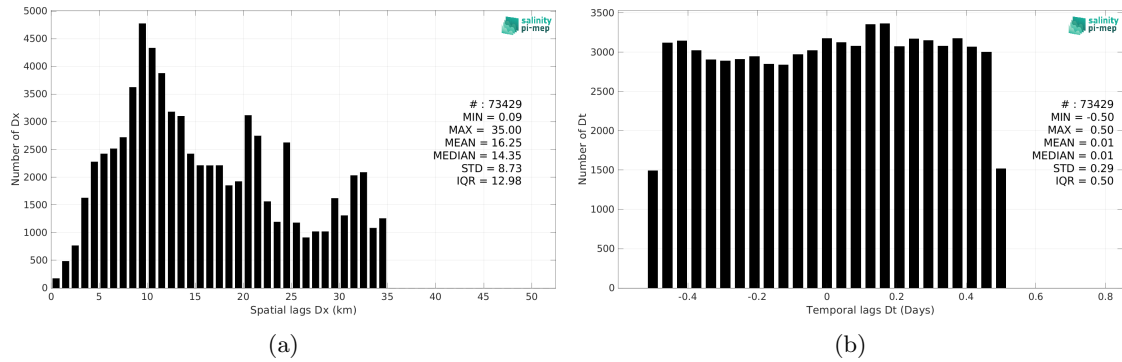 5000
4500
4000
3500
3000
2500
2000
1500
1000
500
0
Number of Dx
0 5 10 15 20 25 30 35 40 45 50
Spatial lags Dx (km)
salinity
pi-mep
# : 73429
MIN = 0.09
MAX = 35.00
MEAN = 16.25
MEDIAN = 14.35
STD = 8.73
IQR = 12.98
(a)
3500
3000
2500
2000
1500
1000
500
0
Number of Dt
-0.4 -0.2 0 0.2 0.4 0.6 0.8
Temporal lags Dt (Days)
salinity
pi-mep
# : 73429
MIN = -0.50
MAX = 0.50
MEAN = 0.01
MEDIAN = 0.01
STD = 0.29
IQR = 0.50
(b)